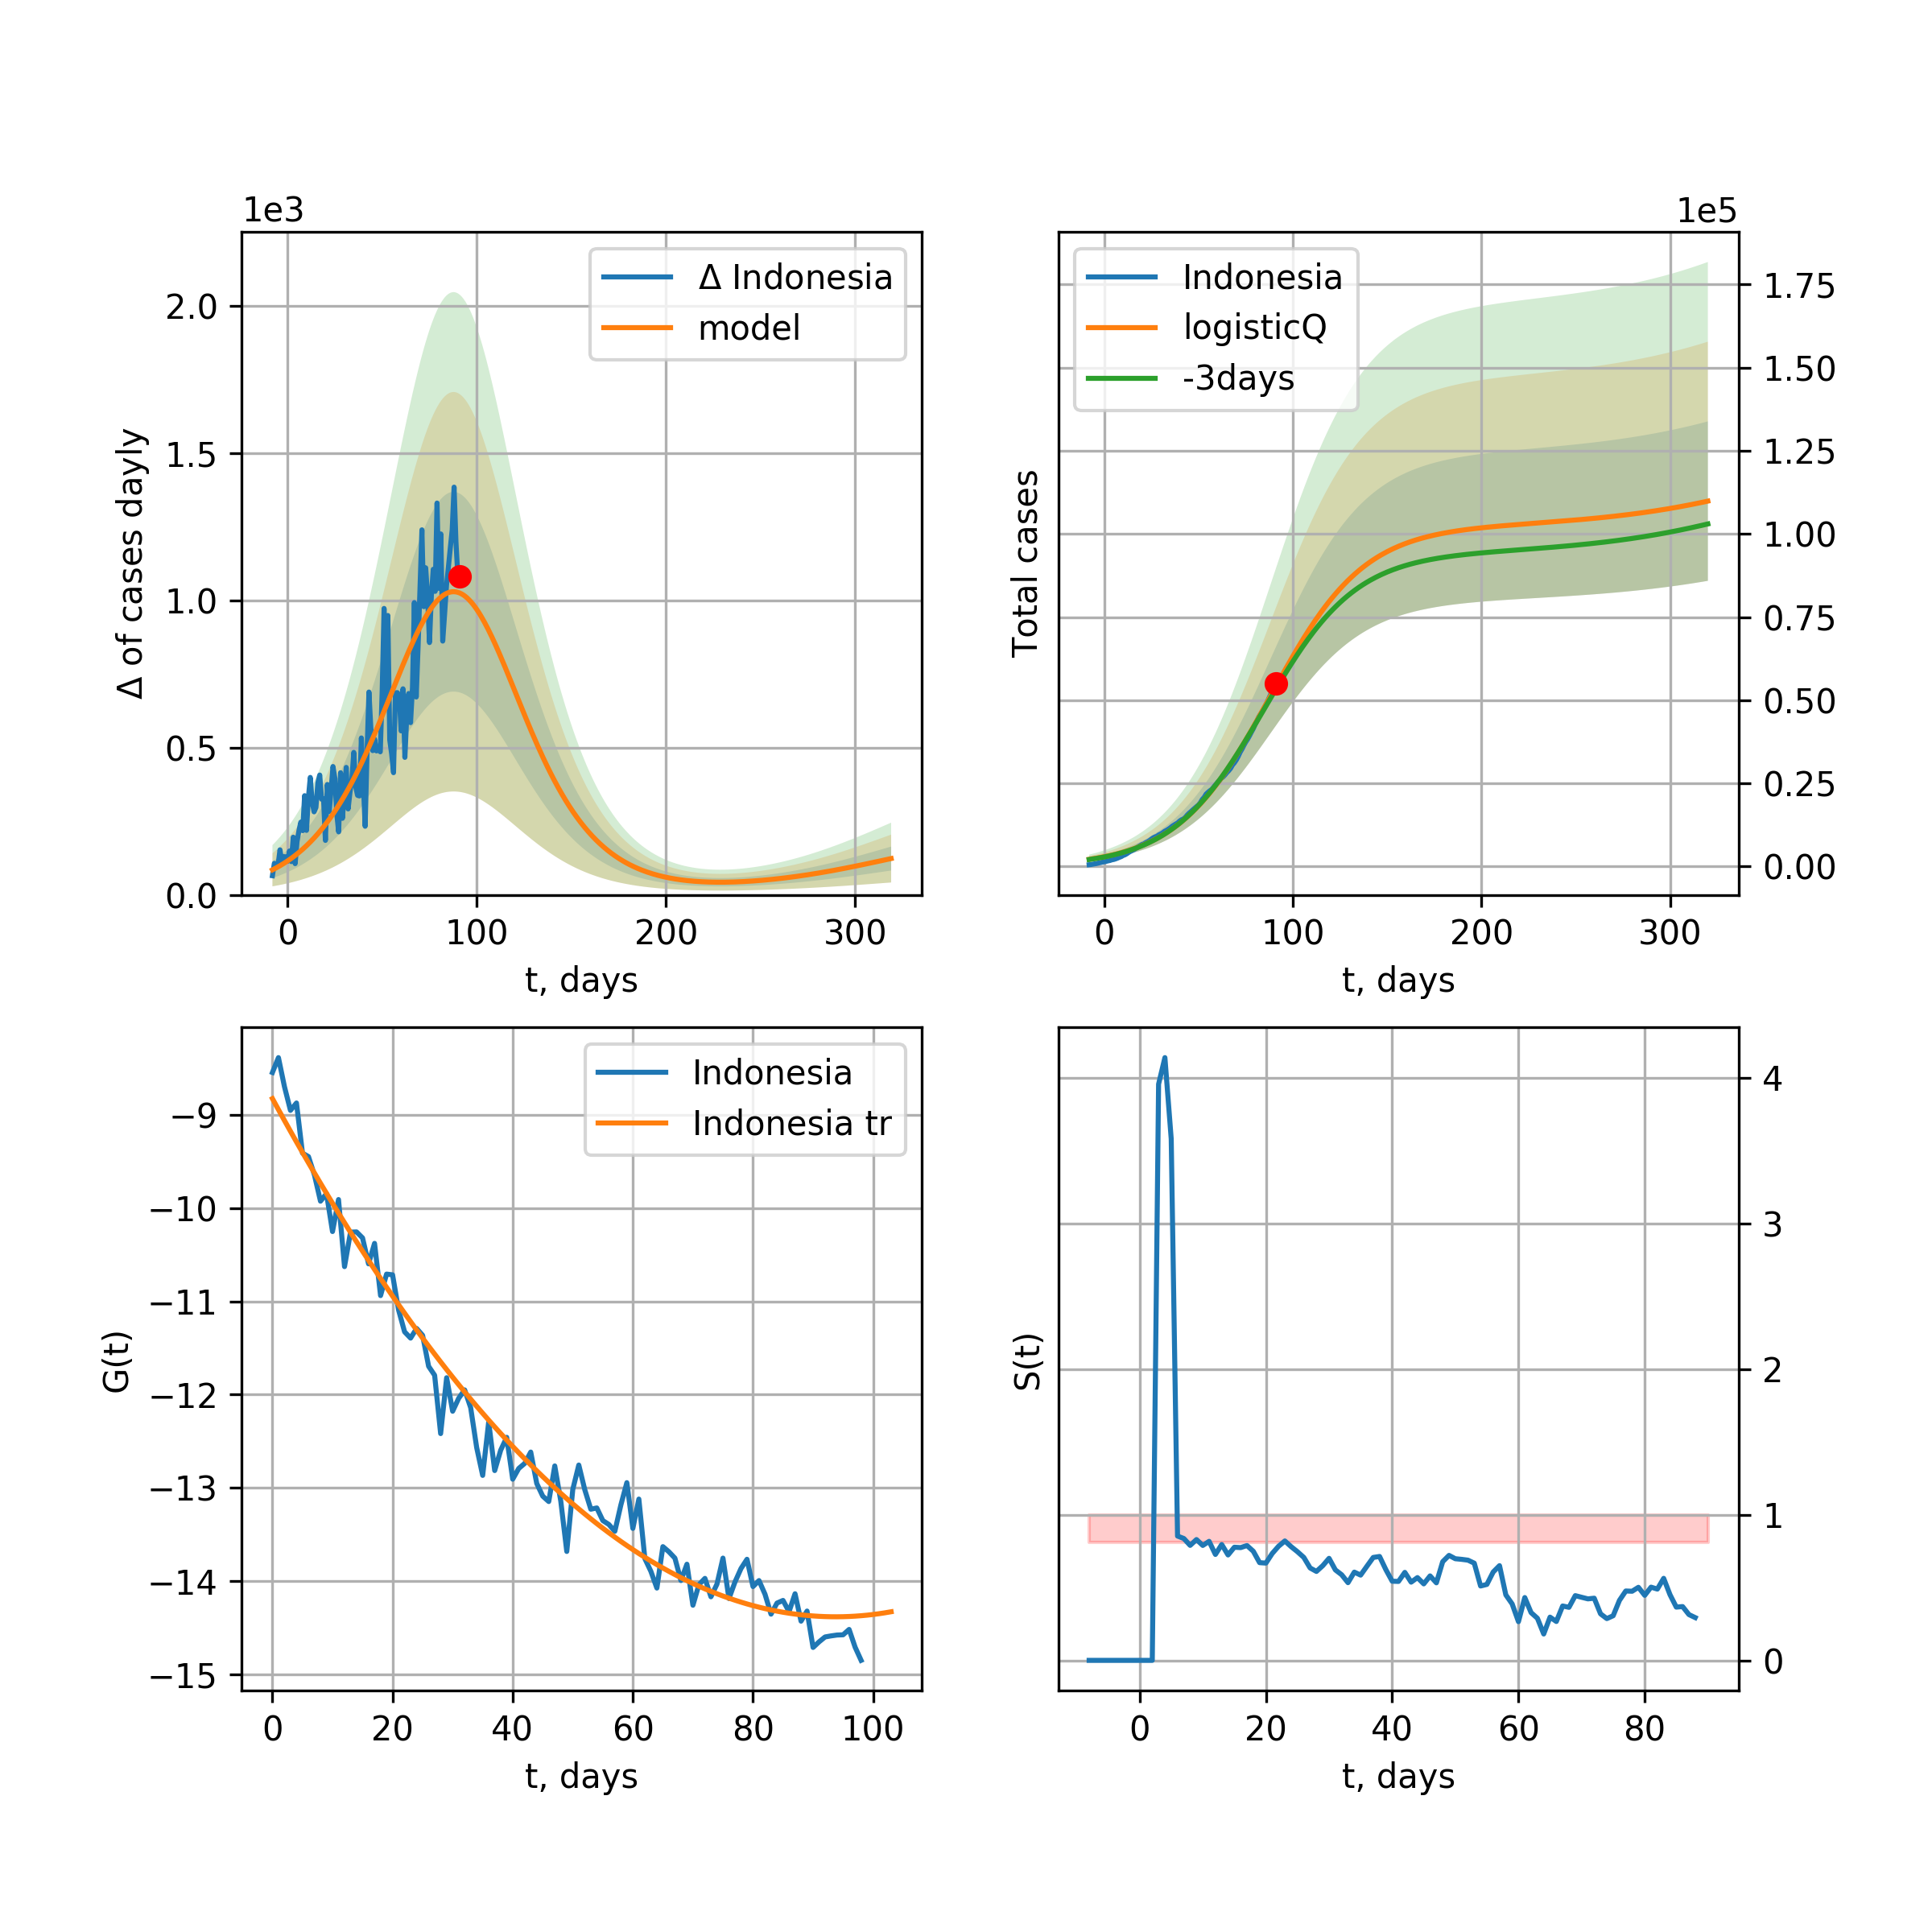 1e3
Δ of cases dayly
2.0
1.5
1.0
0.5
0.0
Δ Indonesia
model
0 100 200 300
t, days
1e5
Total cases
Indonesia
logisticQ
-3days
1.75
1.50
1.25
1.00
0.75
0.50
0.25
0.00
0 100 200 300
t, days
G(t)
−9
−10
−11
−12
−13
−14
−15
Indonesia
Indonesia tr
0 20 40 60 80 100
t, days
S(t)
4
3
2
1
0
0 20 40 60 80
t, days